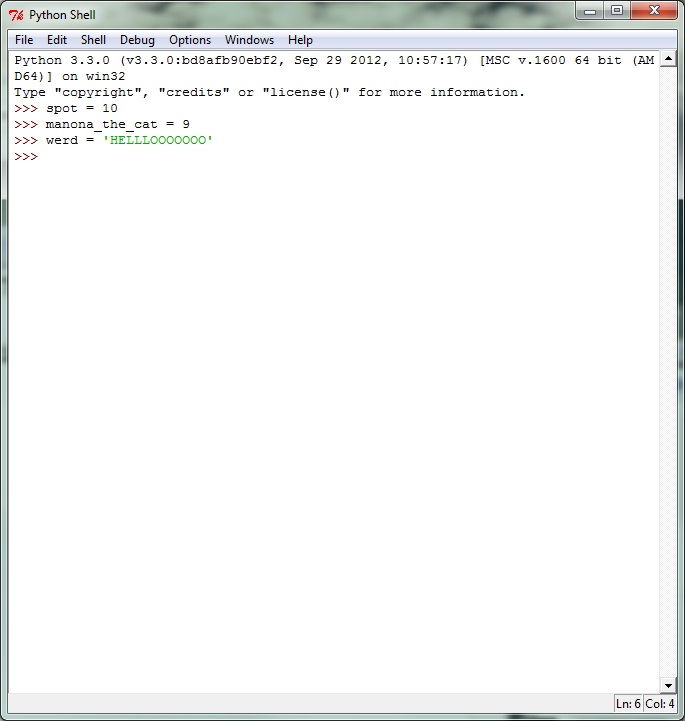 Python Shell
File Edit Shell Debug Options Windows Help
Python 3.3.0 (v3.3.0:bd8afb90ebf2, Sep 29 2012, 10:57:17) [MSC v.1600 64 bit (AM
D64)] on win32
Type "copyright", "credits" or "license()" for more information.
>>> spot = 10
>>> manona_the_cat = 9
>>> werd = 'HELLLOOOOOOO'
>>>
Ln: 6 Col: 4